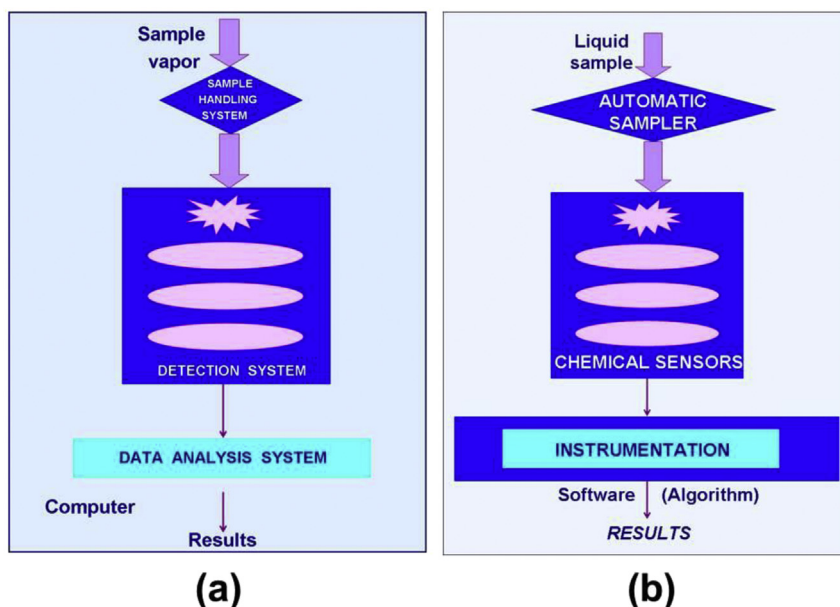 Sample
vapor
SAMPLE
HANDLING
SYSTEM
DETECTION SYSTEM
DATA ANALYSIS SYSTEM
Computer
Results
(a)
Liquid
sample
AUTOMATIC
SAMPLER
CHEMICAL SENSORS
INSTRUMENTATION
Software (Algorithm)
RESULTS
(b)